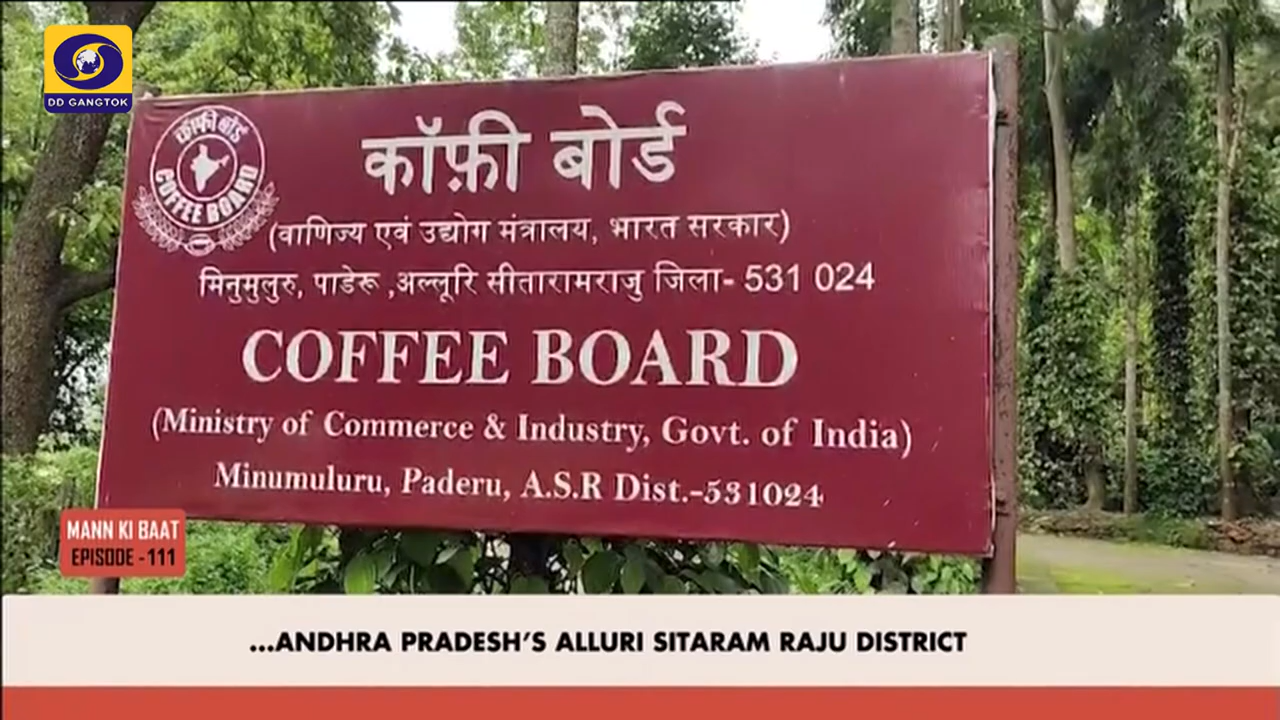 DD GANGTOK
कॉफी बोर्ड
COFFEE BOARD
कॉफ़ी बोर्ड
(वाणिज्य एवं उद्योग मंत्रालय, भारत सरकार)
मिनुमुलुरु, पाडेरू ,अल्लूरि सीतारामराजु जिला- 531 024
COFFEE BOARD
(Ministry of Commerce & Industry, Govt. of India)
Minumuluru, Paderu, A.S.R Dist.-531024
MANN KI BAAT
EPISODE - 111
...ANDHRA PRADESH'S ALLURI SITARAM RAJU DISTRICT